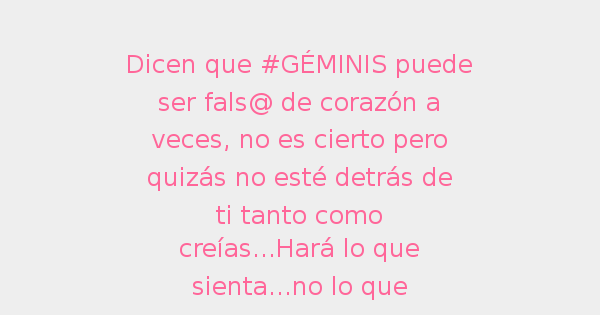 Dicen que #GÉMINIS puede
ser fals@ de corazón a
veces, no es cierto pero
quizás no esté detrás de
ti tanto como
creías...Hará lo que
sienta...no lo que